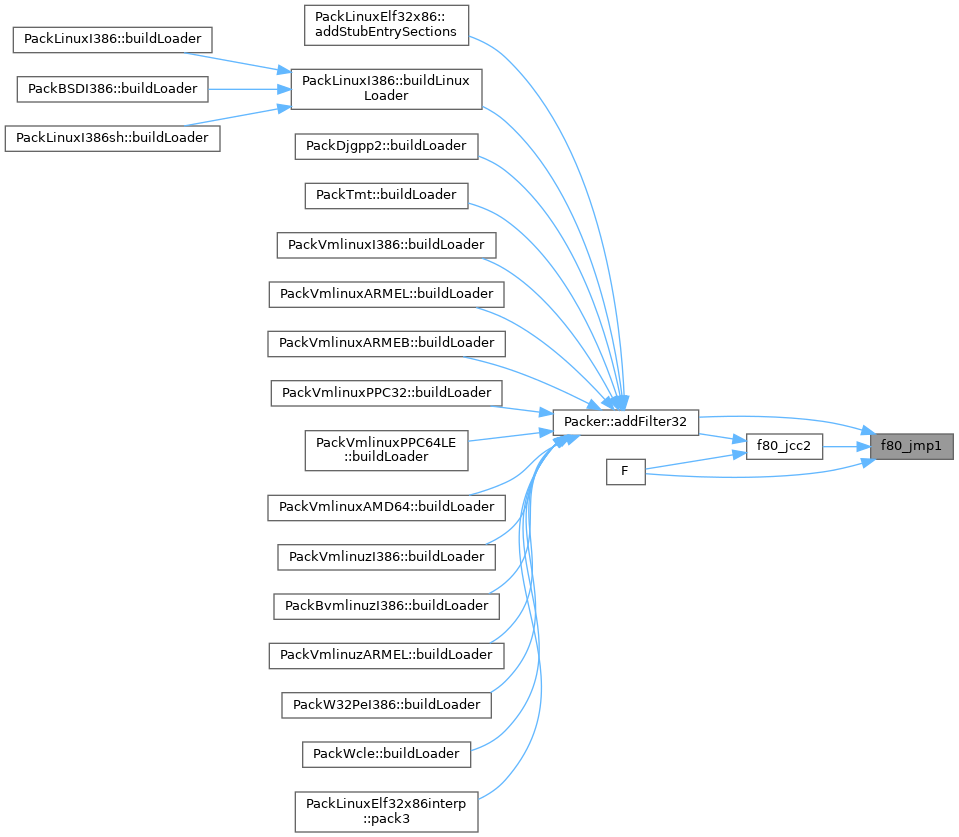 PackLinuxElf32x86::
addStubEntrySections
PackLinuxI386::buildLoader
PackLinuxI386::buildLinux
Loader
PackBSDI386::buildLoader
PackLinuxI386sh::buildLoader
PackDjgpp2::buildLoader
PackTmt::buildLoader
PackVmlinuxI386::buildLoader
PackVmlinuxARMEL::buildLoader
PackVmlinuxARMEB::buildLoader
PackVmlinuxPPC32::buildLoader
Packer::addFilter32
PackVmlinuxPPC64LE
::buildLoader
f80_jcc2
f80_jmp1
F
PackVmlinuxAMD64::buildLoader
PackVmlinuzI386::buildLoader
PackBvmlinuzI386::buildLoader
PackVmlinuzARMEL::buildLoader
PackW32PeI386::buildLoader
PackWcle::buildLoader
PackLinuxElf32x86interp
::pack3